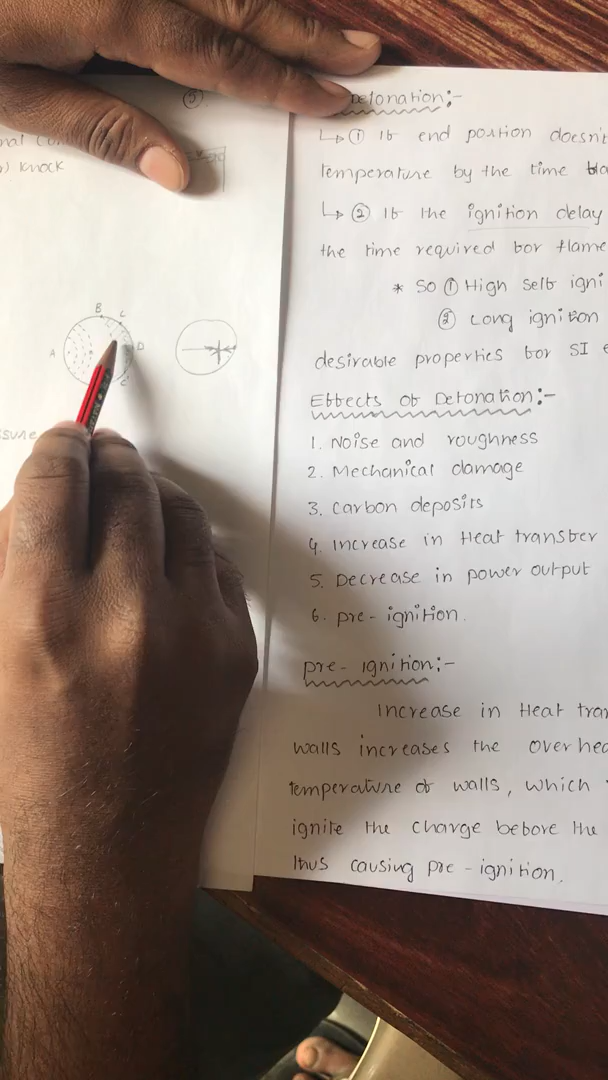 knock
B
C
A
D
C'
Detonation:-
① If end portion doesn't
temperature by the time
② If the ignition delay
the time required for flame
* So ① High self igni
② Long ignition
desirable properties for SI e
Effects of Detonation:-
1. Noise and roughness
2. Mechanical damage
3. Carbon deposits
4. Increase in Heat transfer
5. Decrease in power output
6. Pre-ignition.
Pre-ignition:-
Increase in Heat tran
walls increases the overhea
temperature of walls, which
ignite the charge before the
thus causing pre-ignition.